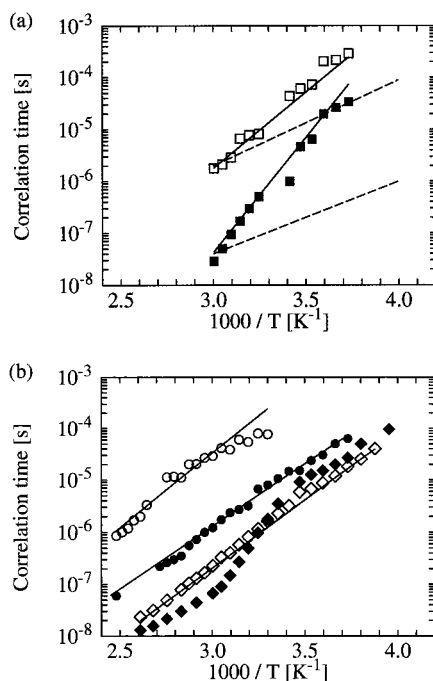 (a)
10⁻³
10⁻⁴
10⁻⁵
10⁻⁶
10⁻⁷
10⁻⁸
Correlation time [s]
2.5 3.0 3.5 4.0
1000 / T [K⁻¹]
(b)
10⁻³
10⁻⁴
10⁻⁵
10⁻⁶
10⁻⁷
10⁻⁸
Correlation time [s]
2.5 3.0 3.5 4.0
1000 / T [K⁻¹]